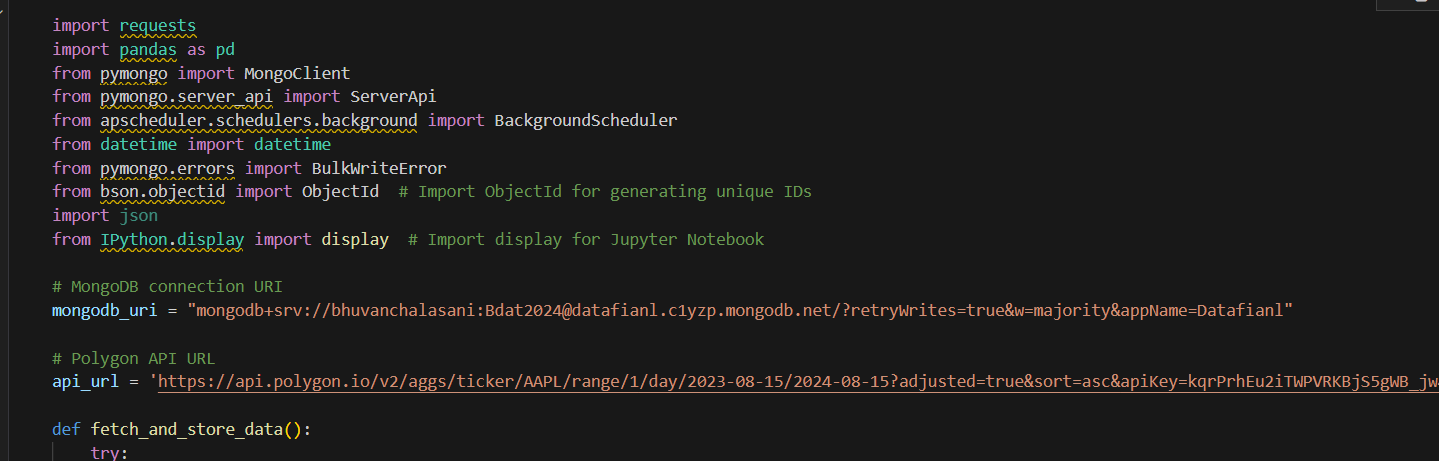 import requests
import pandas as pd
from pymongo import MongoClient
from pymongo.server_api import ServerApi
from apscheduler.schedulers.background import BackgroundScheduler
from datetime import datetime
from pymongo.errors import BulkWriteError
from bson.objectid import ObjectId  # Import ObjectId for generating unique IDs
import json
from IPython.display import display  # Import display for Jupyter Notebook
# MongoDB connection URI
mongodb_uri = "mongodb+srv://bhuvanchalasani:Bdat2024@datafianl.c1yzp.mongodb.net/?retryWrites=true&w=majority&appName=Datafianl"
# Polygon API URL
api_url = 'https://api.polygon.io/v2/aggs/ticker/AAPL/range/1/day/2023-08-15/2024-08-15?adjusted=true&sort=asc&apiKey=kqrPrhEu2iTWPVRKBjS5gWB_jw
def fetch_and_store_data():
try: